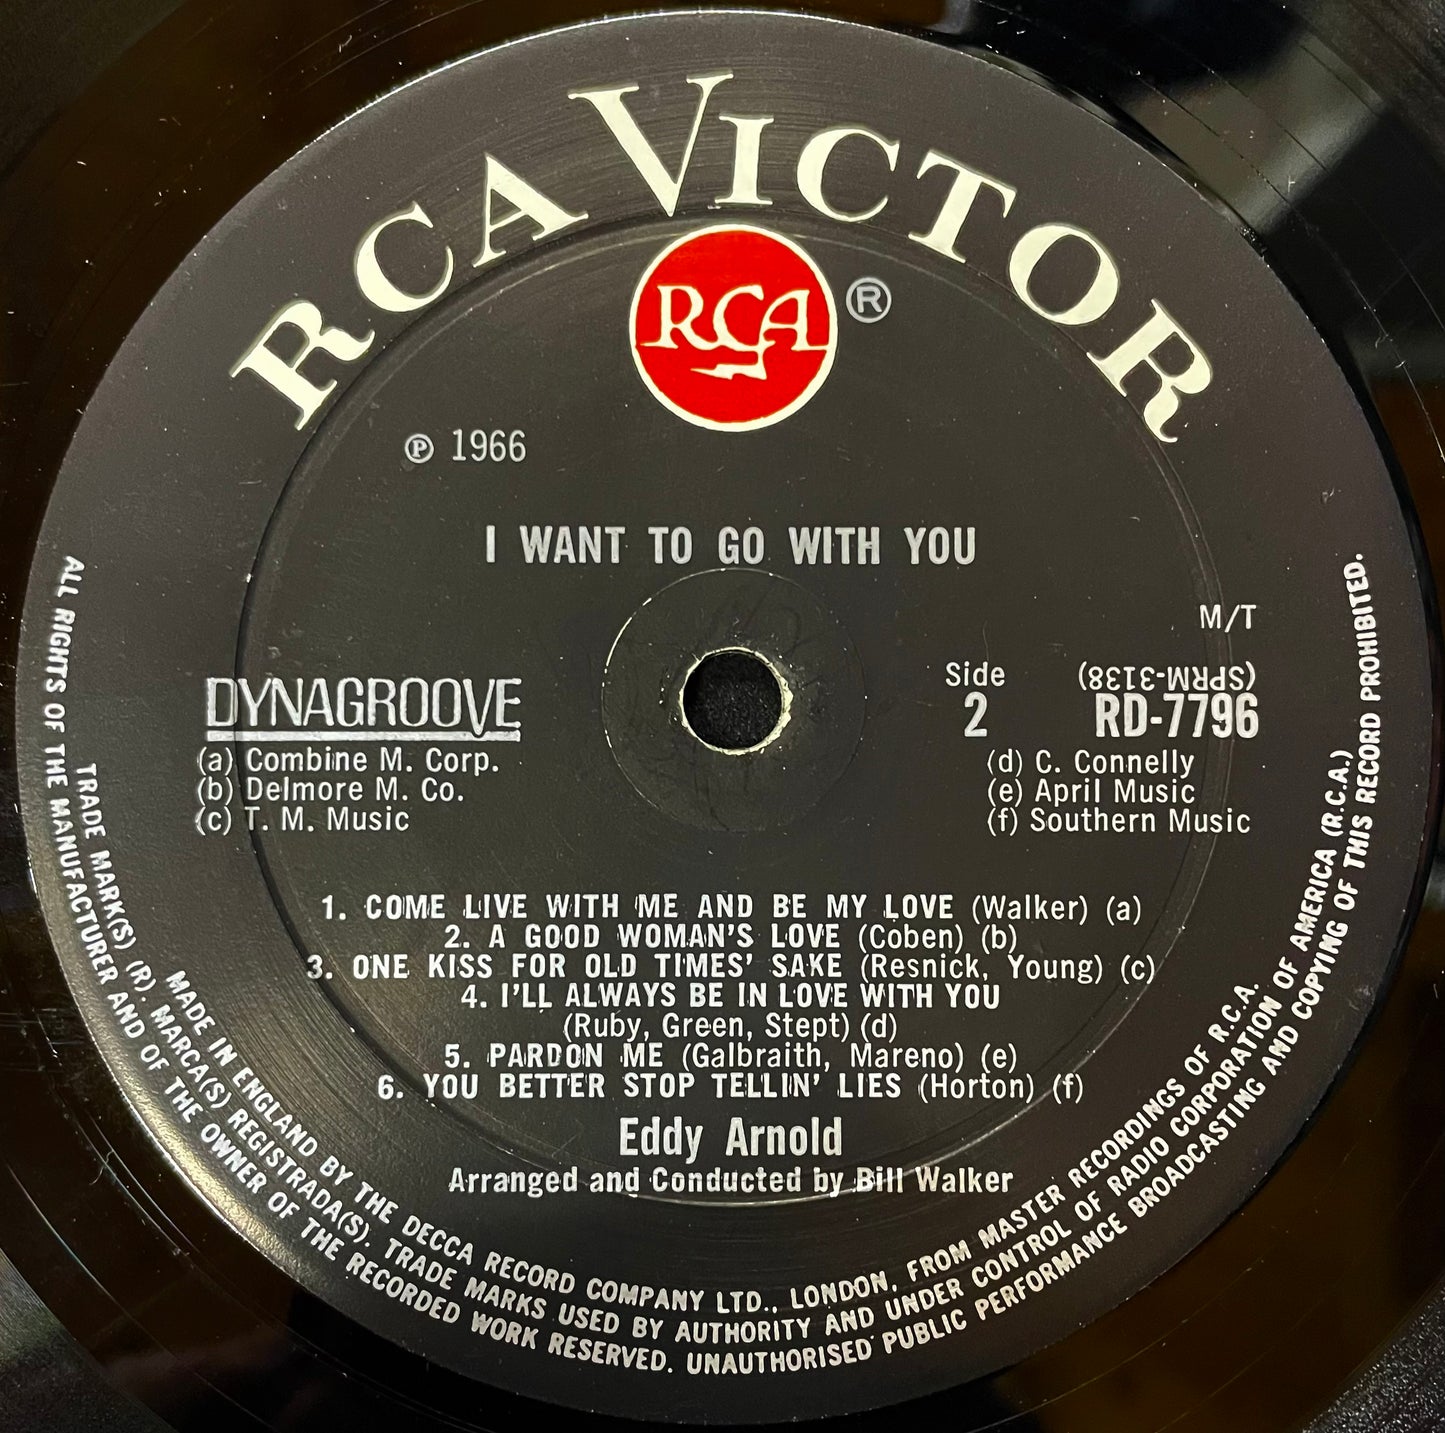 RCA VICTOR
RCA ®
℗ 1966
I WANT TO GO WITH YOU
M/T
DYNAGROOVE
Side 2
(SPRM-3138)
RD-7796
(a) Combine M. Corp.
(b) Delmore M. Co.
(c) T. M. Music
(d) C. Connelly
(e) April Music
(f) Southern Music
1. COME LIVE WITH ME AND BE MY LOVE (Walker) (a)
2. A GOOD WOMAN'S LOVE (Coben) (b)
3. ONE KISS FOR OLD TIMES' SAKE (Resnick, Young) (c)
4. I'LL ALWAYS BE IN LOVE WITH YOU
(Ruby, Green, Stept) (d)
5. PARDON ME (Galbraith, Mareno) (e)
6. YOU BETTER STOP TELLIN' LIES (Horton) (f)
Eddy Arnold
Arranged and Conducted by Bill Walker
MADE IN ENGLAND BY THE DECCA RECORD COMPANY LTD., LONDON, FROM MASTER RECORDINGS OF R.C.A.
TRADE MARK(S) (R). MARCA(S) REGISTRADA(S). TRADE MARKS USED BY AUTHORITY AND UNDER CONTROL OF RADIO CORPORATION OF AMERICA (R.C.A.)
ALL RIGHTS OF THE MANUFACTURER AND OF THE OWNER OF THE RECORDED WORK RESERVED. UNAUTHORISED PUBLIC PERFORMANCE BROADCASTING AND COPYING OF THIS RECORD PROHIBITED.